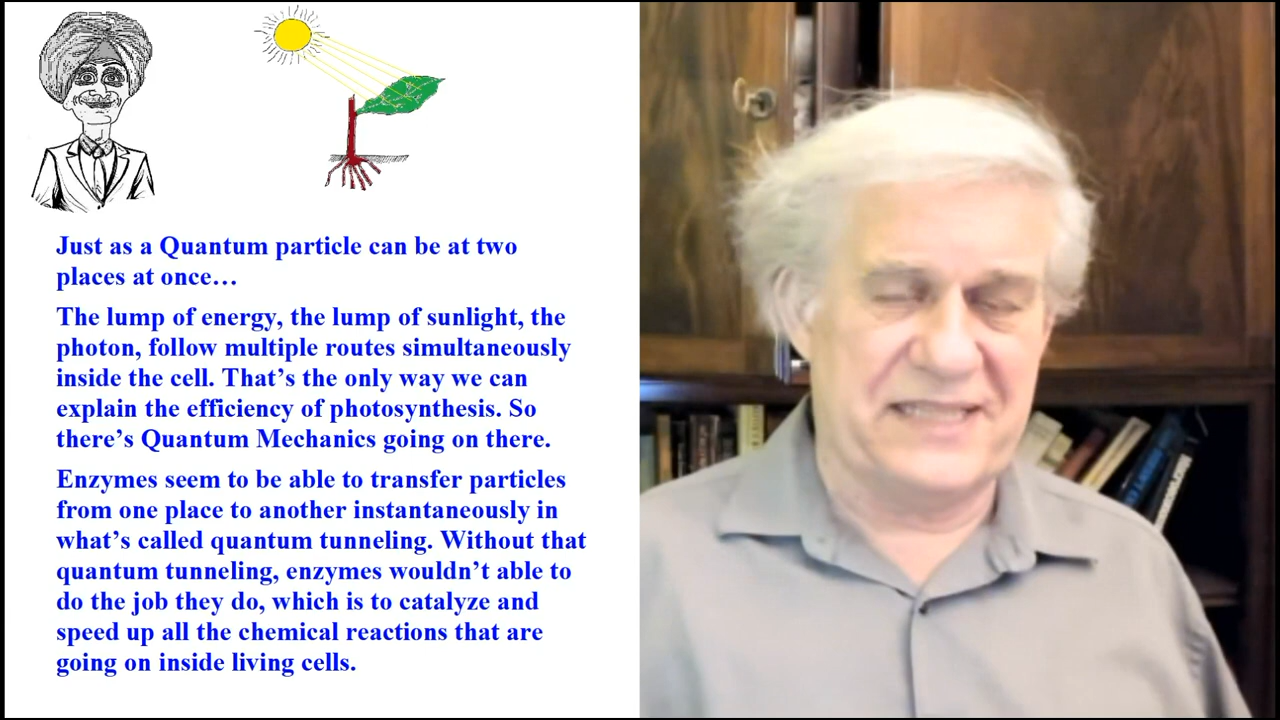 Just as a Quantum particle can be at two
places at once…
The lump of energy, the lump of sunlight, the
photon, follow multiple routes simultaneously
inside the cell. That’s the only way we can
explain the efficiency of photosynthesis. So
there’s Quantum Mechanics going on there.
Enzymes seem to be able to transfer particles
from one place to another instantaneously in
what’s called quantum tunneling. Without that
quantum tunneling, enzymes wouldn’t able to
do the job they do, which is to catalyze and
speed up all the chemical reactions that are
going on inside living cells.